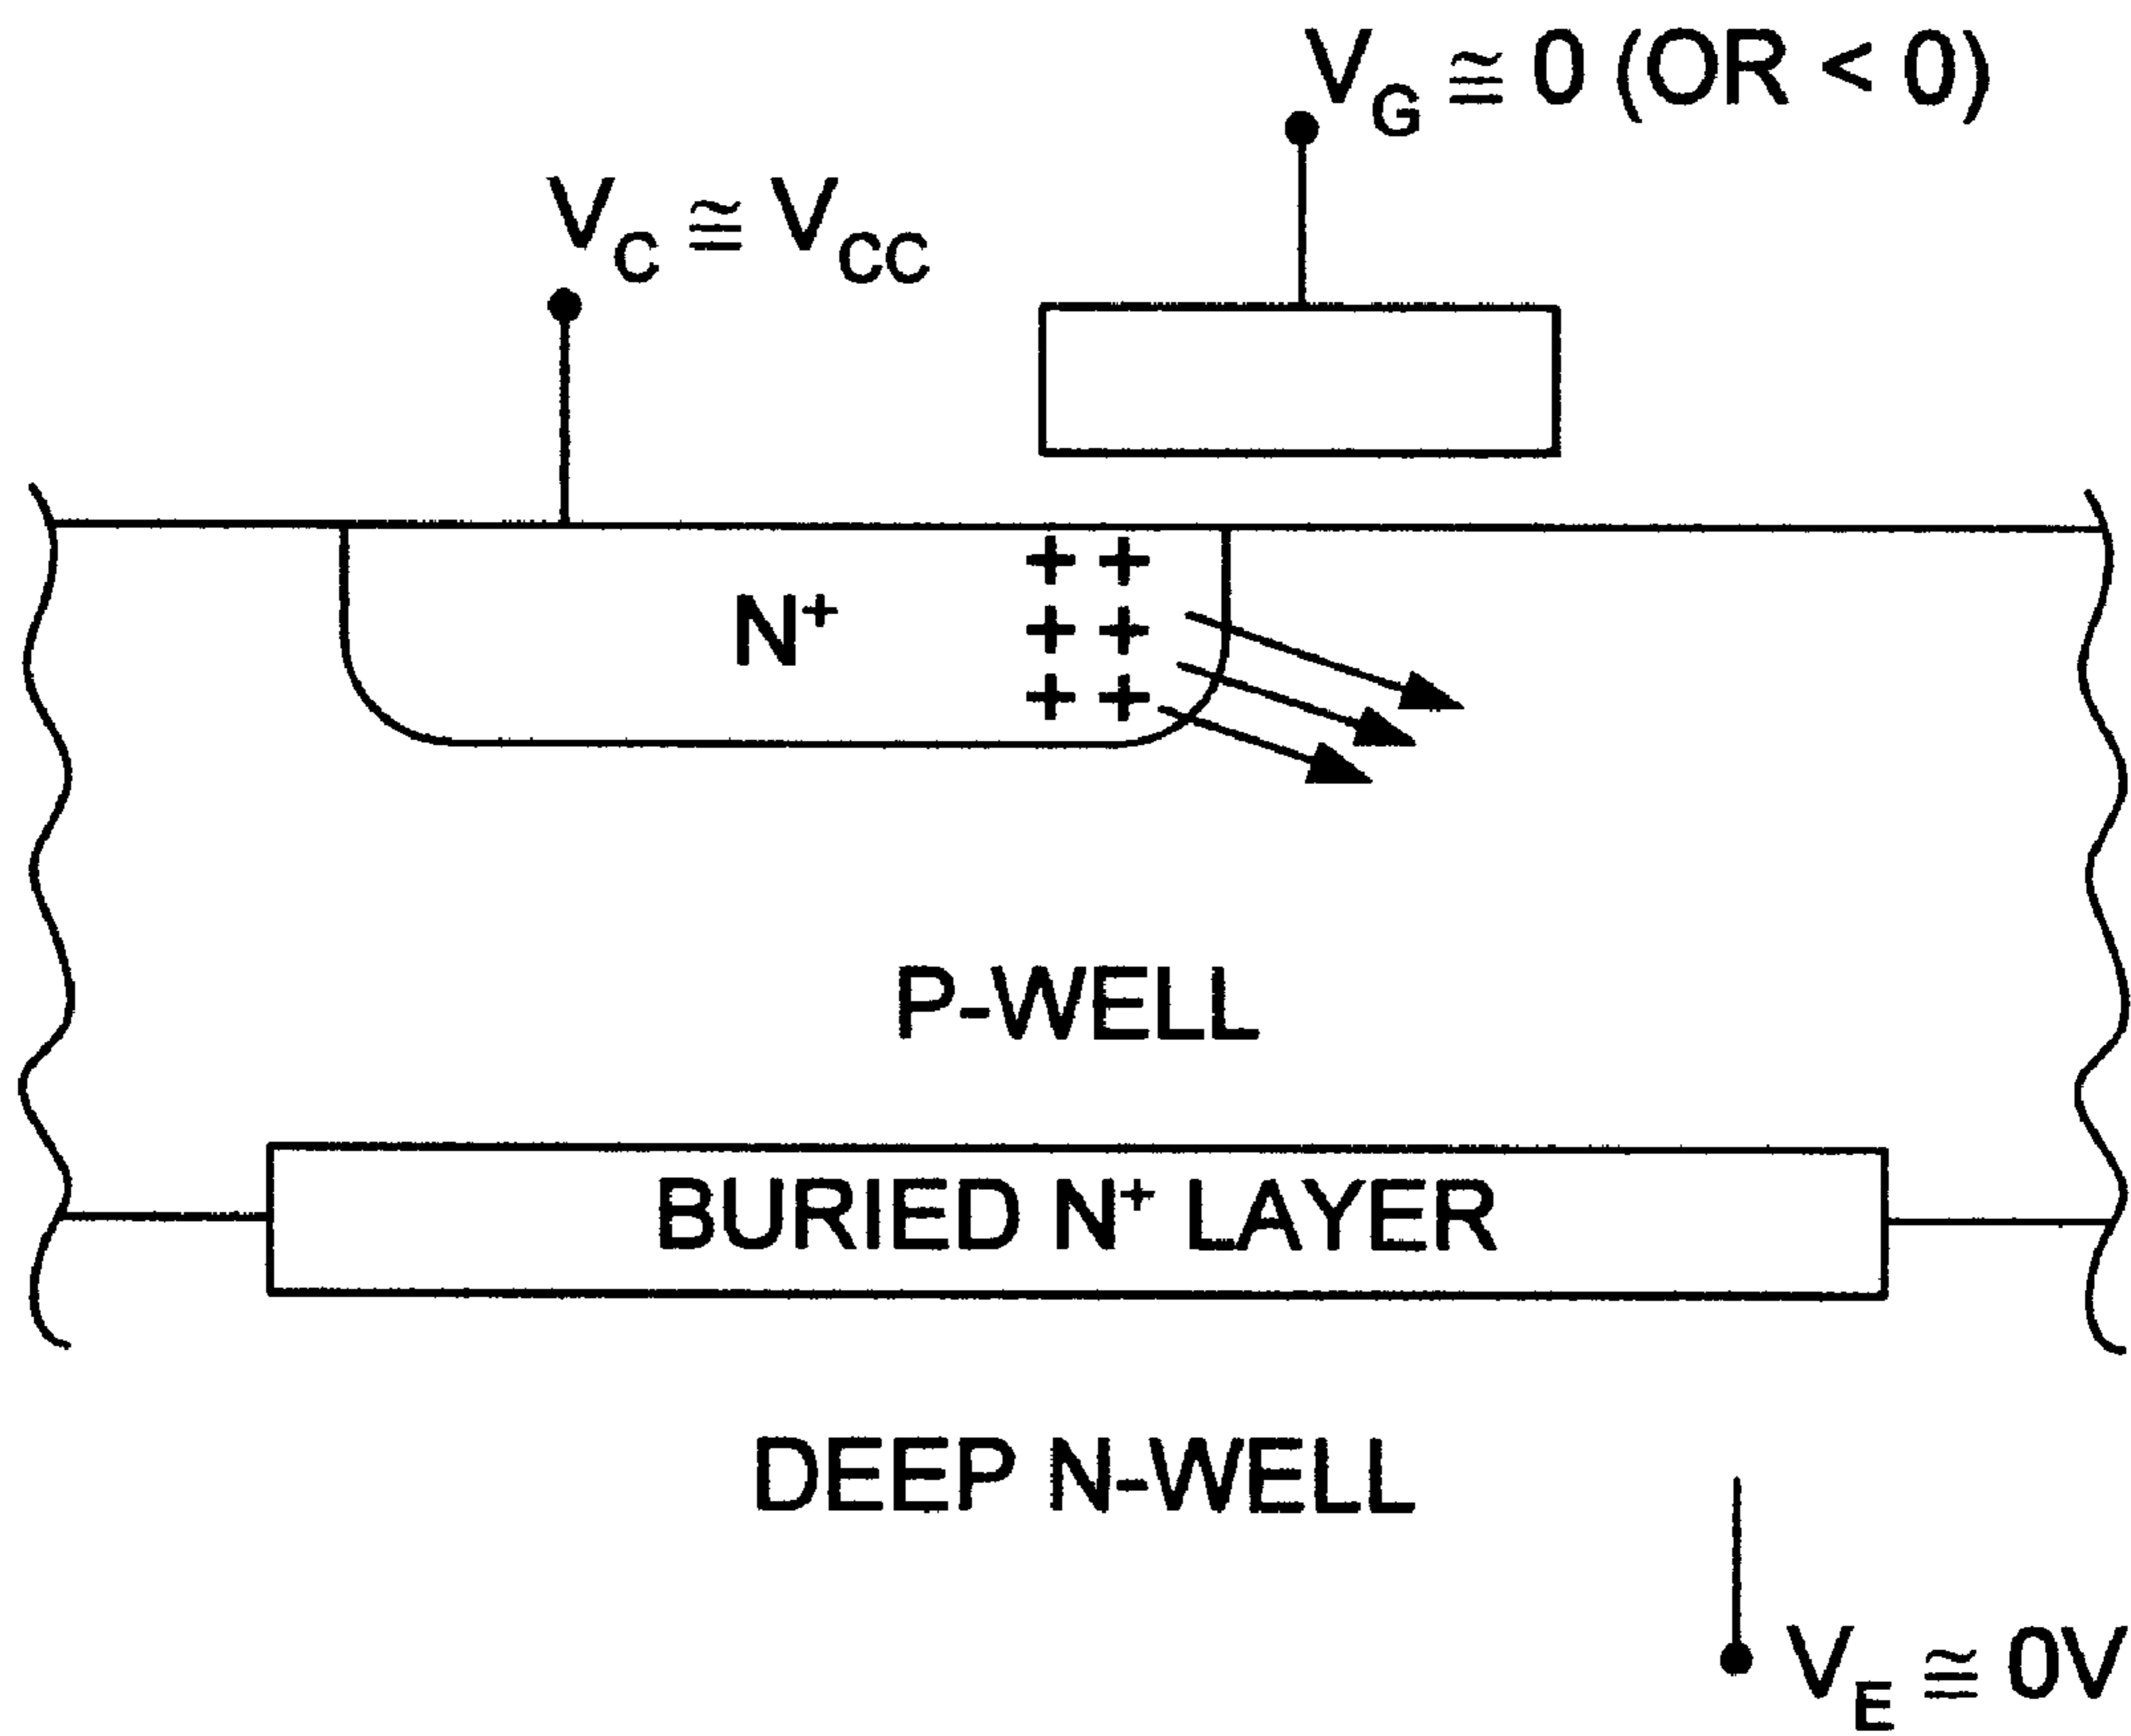 V_G ≅ 0 (OR < 0)
V_C ≅ V_CC
+ +
N⁺ + +
+ +
P-WELL
BURIED N⁺ LAYER
DEEP N-WELL
V_E ≅ 0V